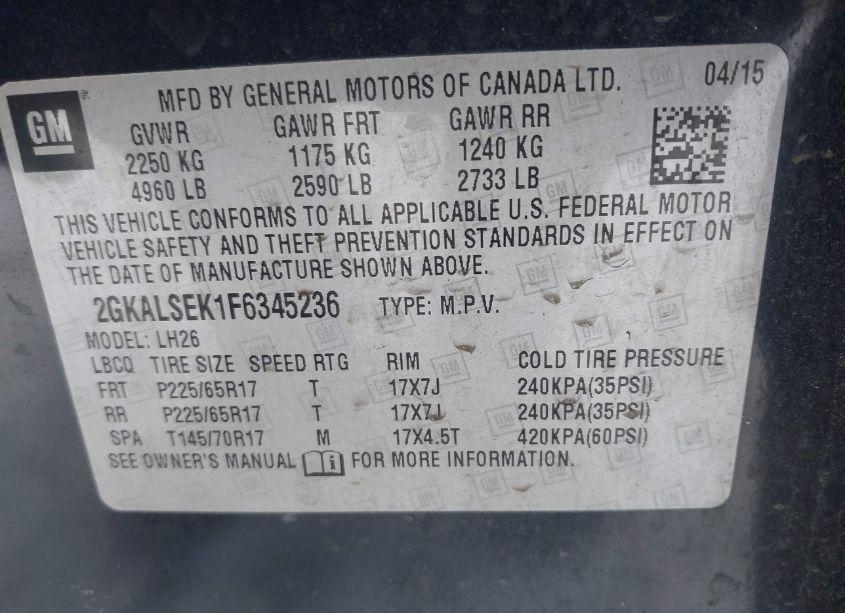 GM
MFD BY GENERAL MOTORS OF CANADA LTD. 04/15
GVWR GAWR FRT GAWR RR
2250 KG 1175 KG 1240 KG
4960 LB 2590 LB 2733 LB
THIS VEHICLE CONFORMS TO ALL APPLICABLE U.S. FEDERAL MOTOR
VEHICLE SAFETY AND THEFT PREVENTION STANDARDS IN EFFECT ON
THE DATE OF MANUFACTURE SHOWN ABOVE.
2GKALSEK1F6345236 TYPE: M.P.V.
MODEL: LH26
LBCQ TIRE SIZE SPEED RTG RIM COLD TIRE PRESSURE
FRT P225/65R17 T 17X7J 240KPA(35PSI)
RR P225/65R17 T 17X7J 240KPA(35PSI)
SPA T145/70R17 M 17X4.5T 420KPA(60PSI)
SEE OWNER'S MANUAL FOR MORE INFORMATION.